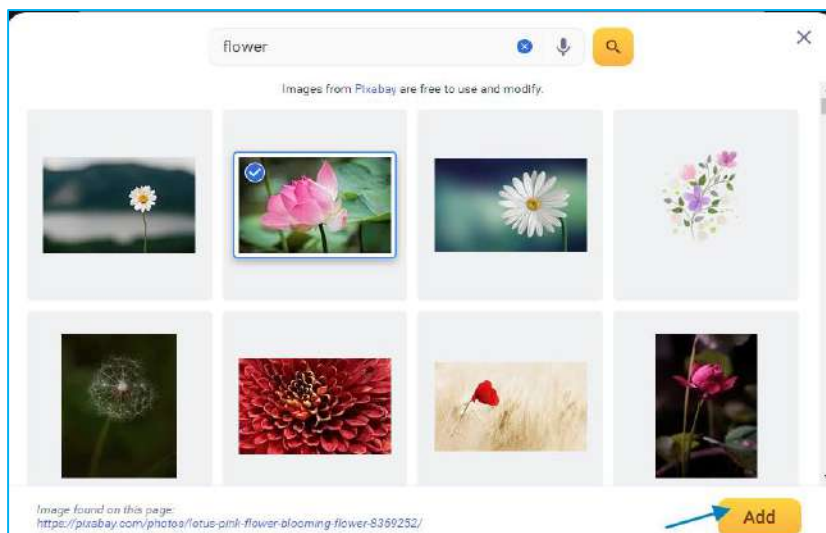 flower
Images from Pixabay are free to use and modify.
Image found on this page:
https://pixabay.com/photos/lotus-pink-flower-blooming-flower-8369252/
Add